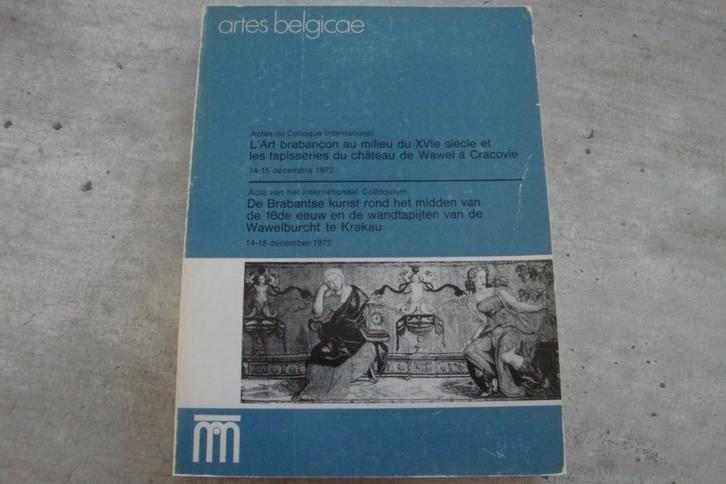 artes belgicae
Actes du Colloque International
L'Art brabançon au milieu du XVIe siècle et
les tapisseries du château de Wawel à Cracovie
14-15 décembre 1972
Acta van het Internationaal Colloquium
De Brabantse kunst rond het midden van
de 16de eeuw en de wandtapijten van de
Wawelburcht te Krakau
14-15 december 1972